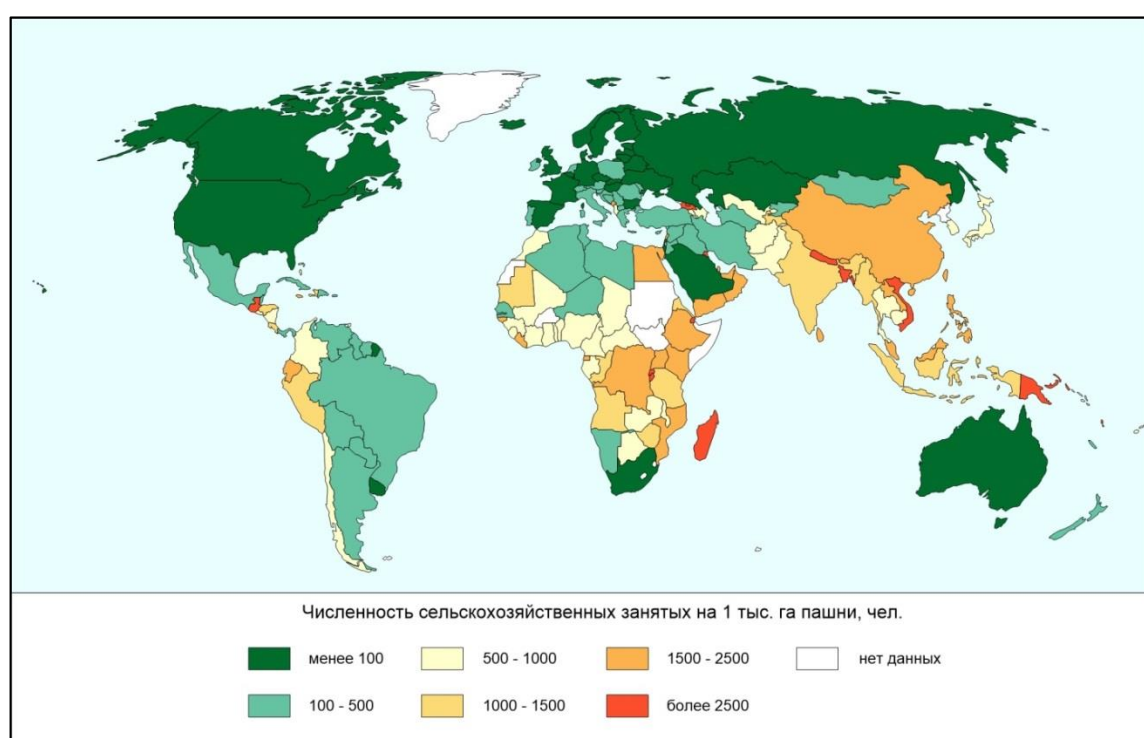 Численность сельскохозяйственных занятых на 1 тыс. га пашни, чел.
менее 100
500 - 1000
1500 - 2500
нет данных
100 - 500
1000 - 1500
более 2500